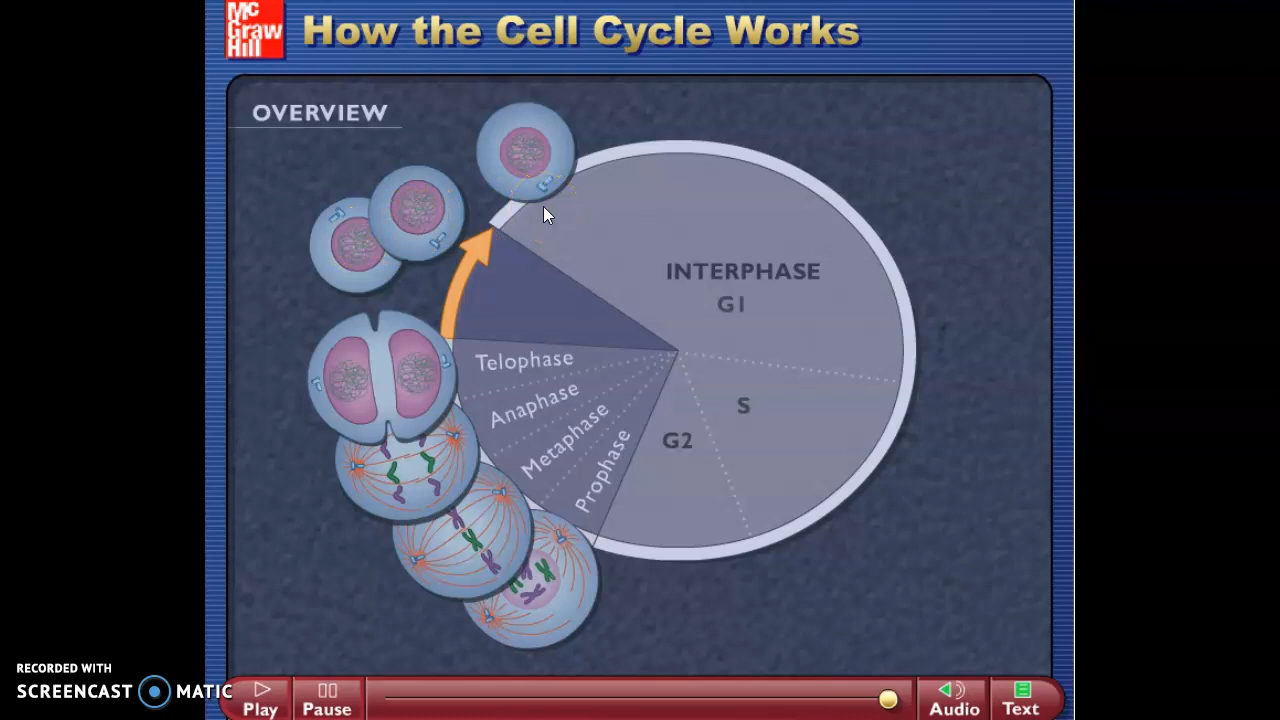 Mc
Graw
Hill
How the Cell Cycle Works
OVERVIEW
INTERPHASE
G1
Telophase
Anaphase
Metaphase
Prophase
S
G2
RECORDED WITH
SCREENCAST MATIC
Play
Pause
Audio
Text